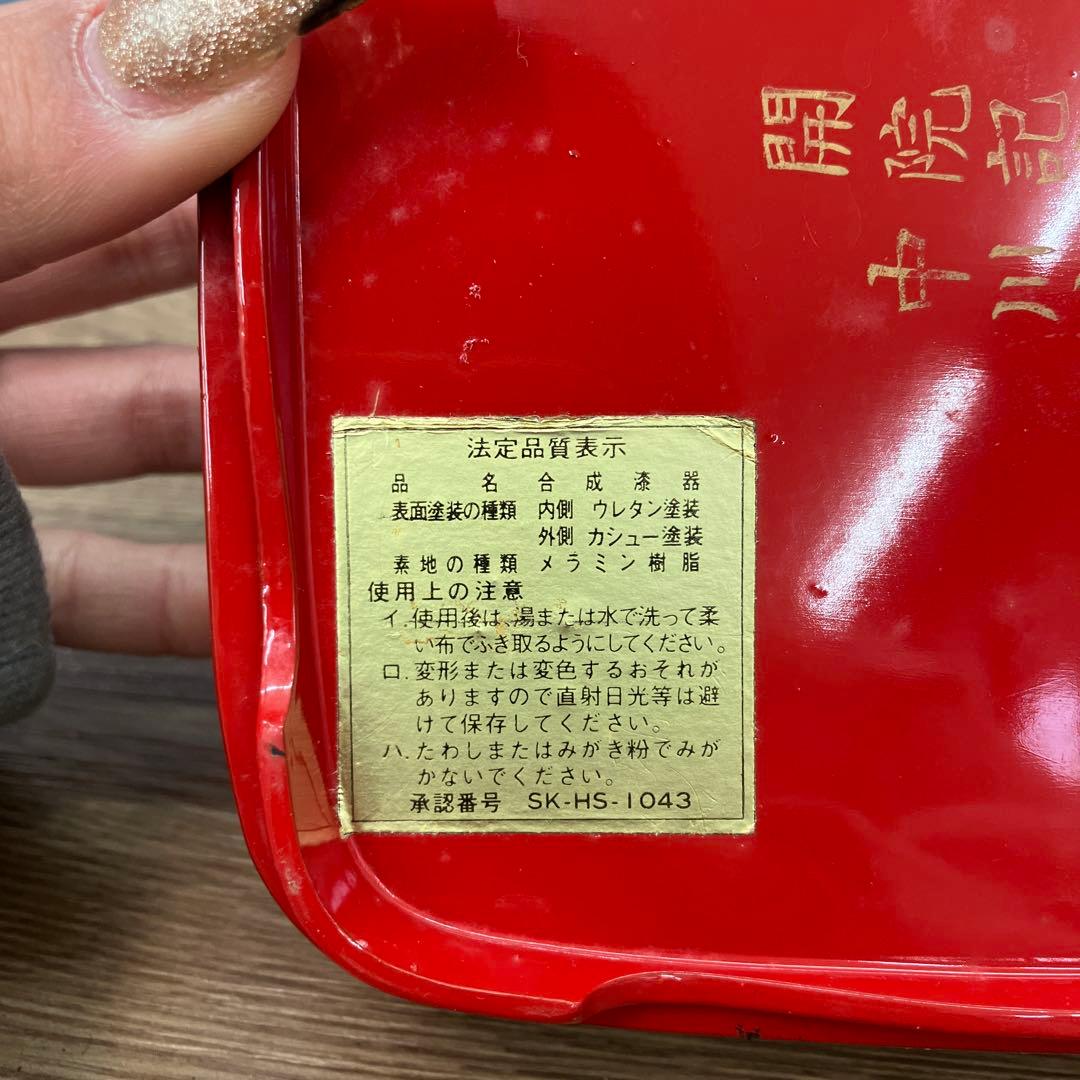 開院記
中川
法定品質表示
品名 合成漆器
表面塗装の種類 内側 ウレタン塗装
外側 カシュー塗装
素地の種類 メラミン樹脂
使用上の注意
イ.使用後は、湯または水で洗って柔
い布でふき取るようにしてください。
ロ.変形または変色するおそれが
ありますので直射日光等は避
けて保存してください。
ハ.たわしまたはみがき粉でみが
かないでください。
承認番号 SK-HS-1043